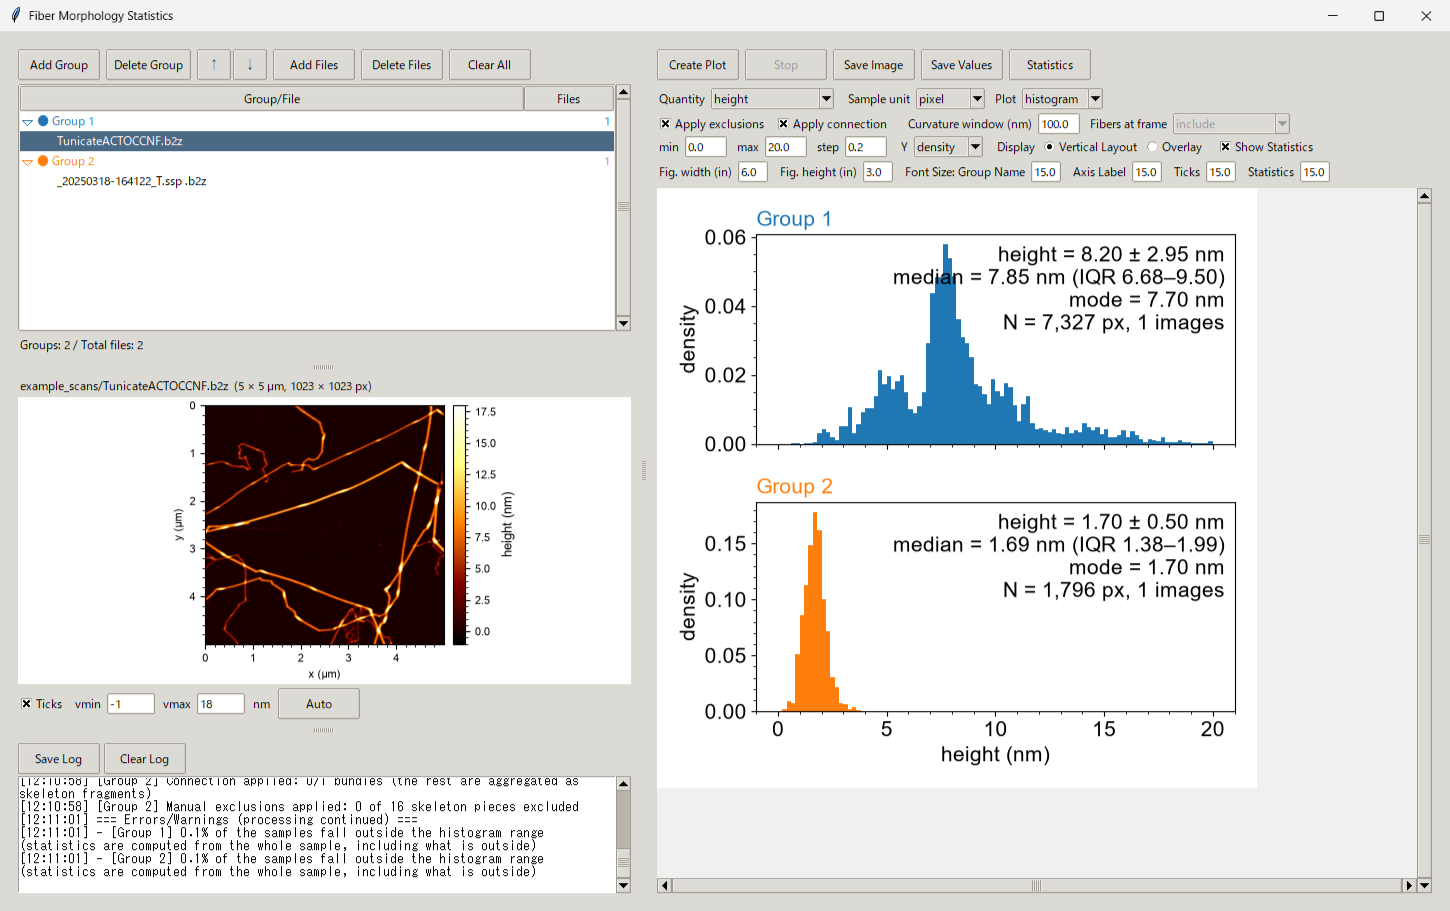 Fiber Morphology Statistics
Add Group Delete Group ↑ ↓ Add Files Delete Files Clear All
Group/File Files
Group 1 1
TunicateACTOCCNF.b2z
Group 2 1
_20250318-164122_T.ssp .b2z
Groups: 2 / Total files: 2
example_scans/TunicateACTOCCNF.b2z (5 × 5 µm, 1023 × 1023 px)
0
1
2
3
4
y (µm)
0 1 2 3 4
x (µm)
17.5
15.0
12.5
10.0
7.5
5.0
2.5
0.0
height (nm)
Ticks vmin -1 vmax 18 nm Auto
Save Log Clear Log
[12:10:58] [Group 2] Connection applied: 0/1 bundles (the rest are aggregated as
skeleton fragments)
[12:10:58] [Group 2] Manual exclusions applied: 0 of 16 skeleton pieces excluded
[12:11:01] === Errors/Warnings (processing continued) ===
[12:11:01] - [Group 1] 0.1% of the samples fall outside the histogram range
(statistics are computed from the whole sample, including what is outside)
[12:11:01] - [Group 2] 0.1% of the samples fall outside the histogram range
(statistics are computed from the whole sample, including what is outside)
Create Plot Stop Save Image Save Values Statistics
Quantity height Sample unit pixel Plot histogram
Apply exclusions Apply connection Curvature window (nm) 100.0 Fibers at frame include
min 0.0 max 20.0 step 0.2 Y density Display Vertical Layout Overlay Show Statistics
Fig. width (in) 6.0 Fig. height (in) 3.0 Font Size: Group Name 15.0 Axis Label 15.0 Ticks 15.0 Statistics 15.0
Group 1
height = 8.20 ± 2.95 nm
median = 7.85 nm (IQR 6.68–9.50)
mode = 7.70 nm
N = 7,327 px, 1 images
0.06
0.04
0.02
0.00
density
Group 2
height = 1.70 ± 0.50 nm
median = 1.69 nm (IQR 1.38–1.99)
mode = 1.70 nm
N = 1,796 px, 1 images
0.15
0.10
0.05
0.00
density
0 5 10 15 20
height (nm)